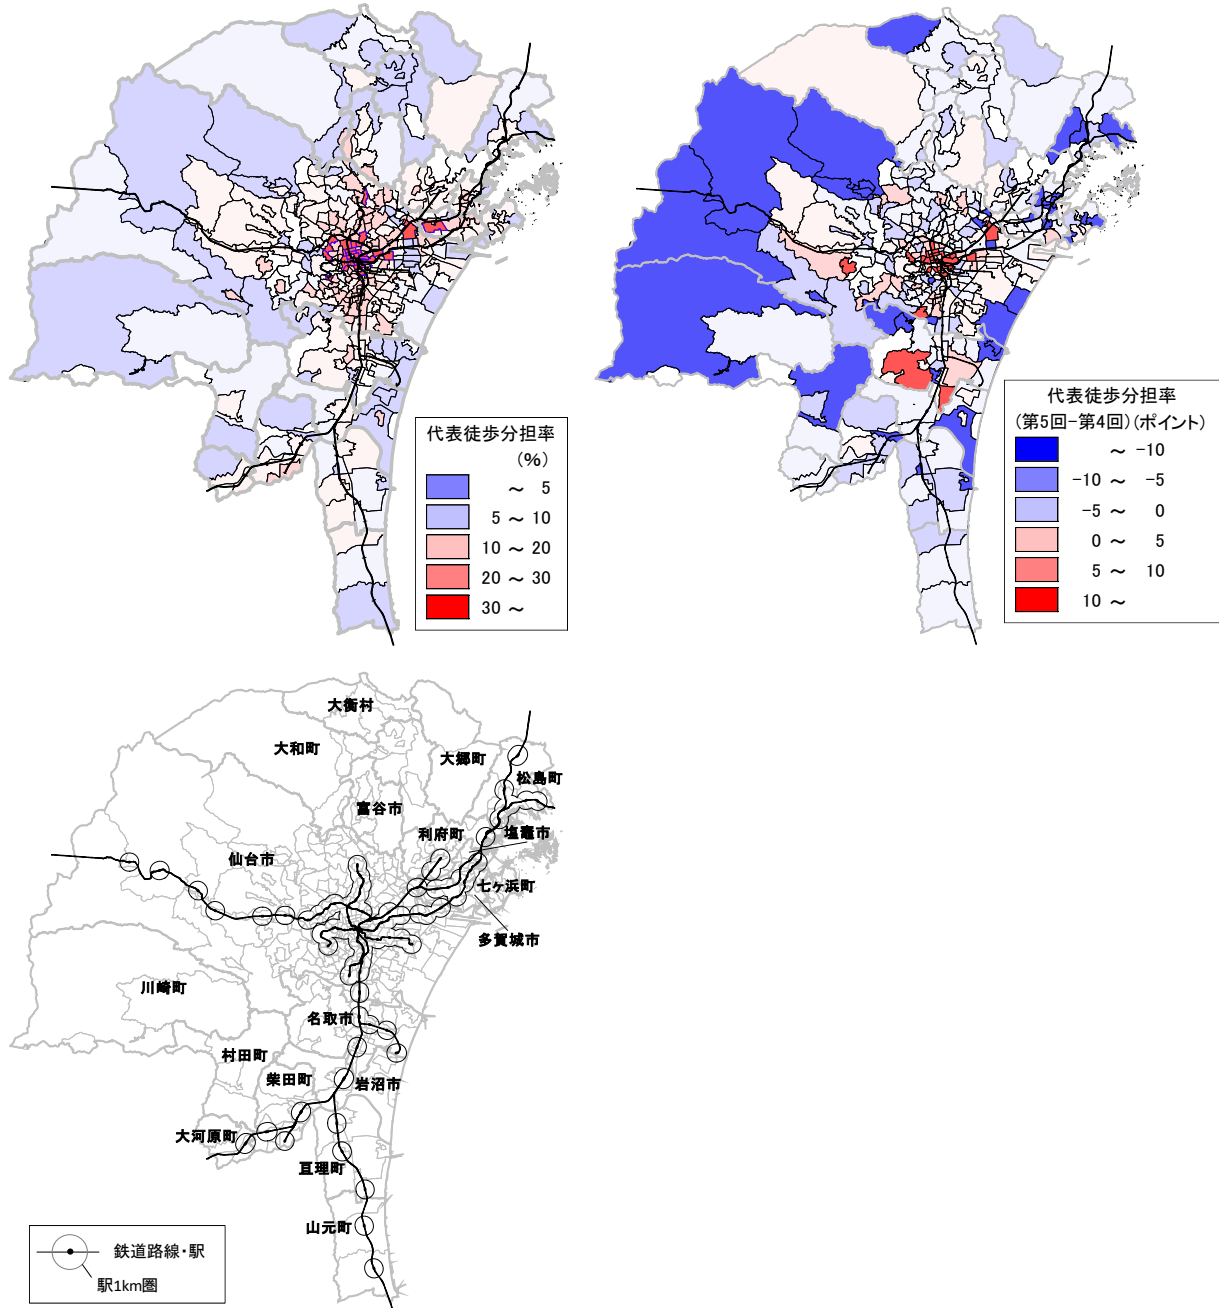 代表徒歩分担率
(%)
～ 5
5 ～ 10
10 ～ 20
20 ～ 30
30 ～
代表徒歩分担率
(第5回-第4回)(ポイント)
～ -10
-10 ～ -5
-5 ～ 0
0 ～ 5
5 ～ 10
10 ～
大衡村
大和町
大郷町
松島町
富谷市
利府町
塩竈市
仙台市
七ヶ浜町
多賀城市
川崎町
名取市
村田町
柴田町
岩沼市
大河原町
亘理町
山元町
鉄道路線・駅
駅1km圏